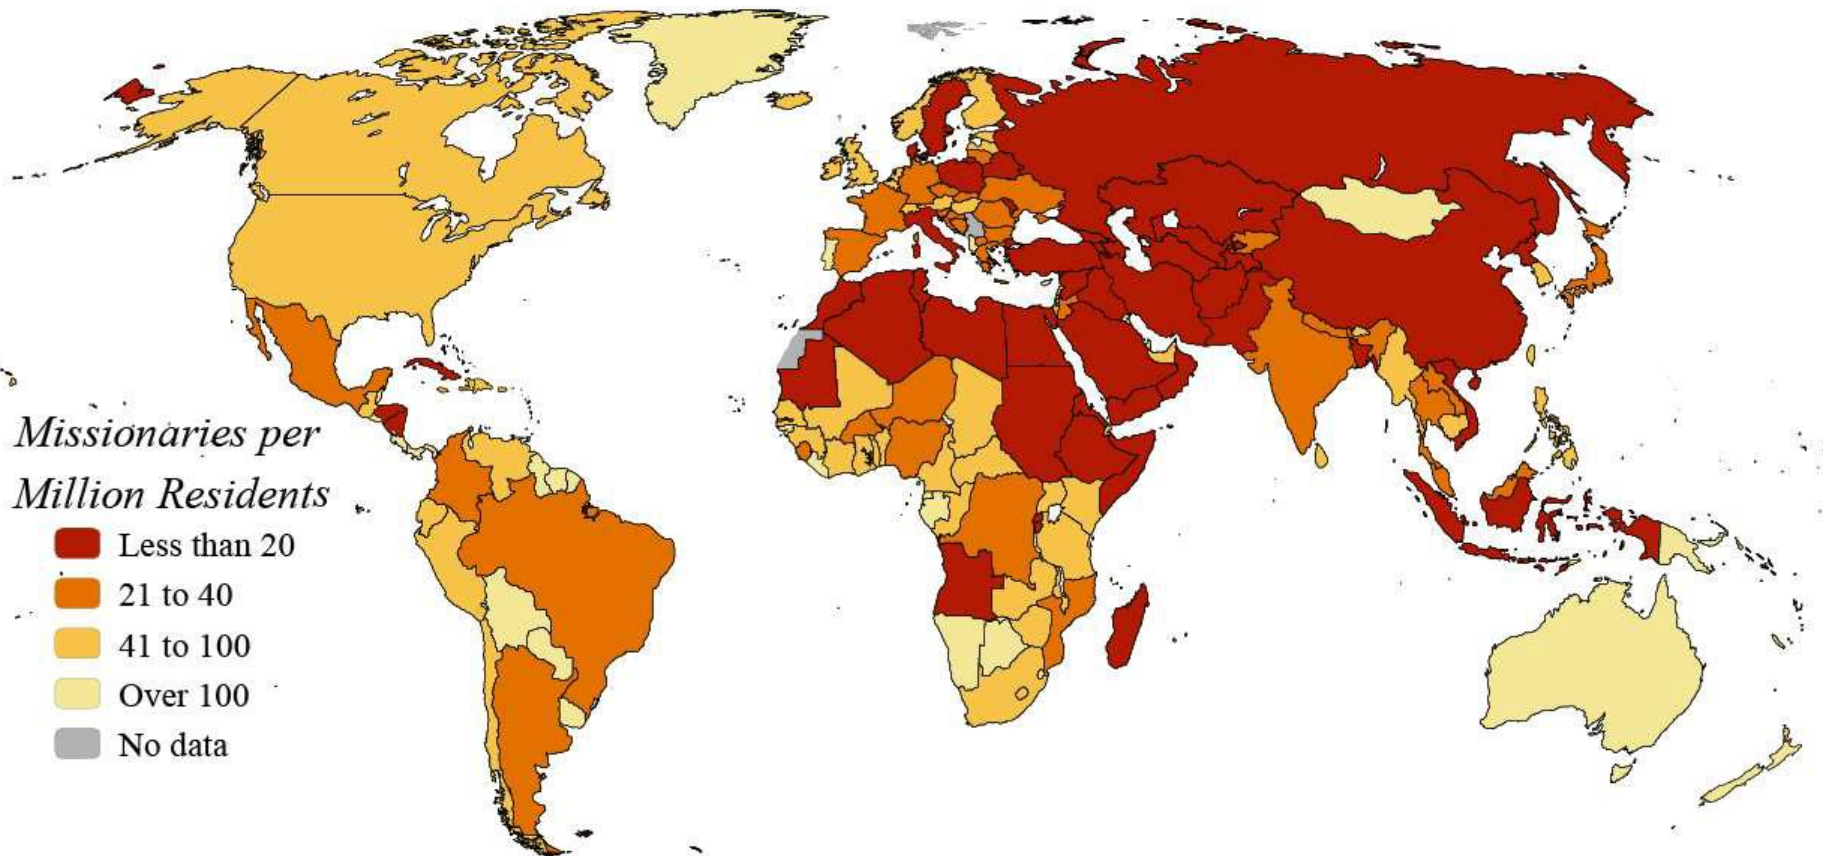 Missionaries per
Million Residents
Less than 20
21 to 40
41 to 100
Over 100
No data